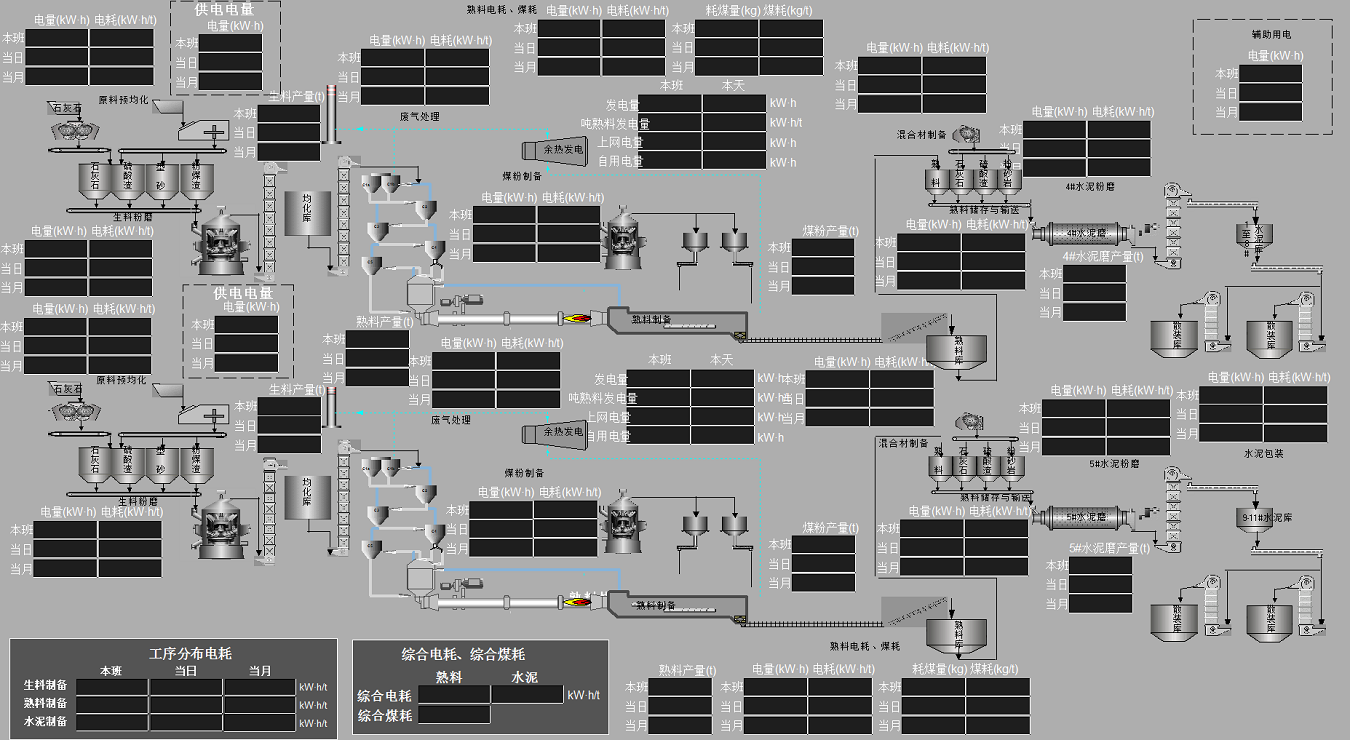 供电电量
电量(kW·h) 电耗(kW·h/t)
电量(kW·h)
本班
当日
当月
本班
当日
当月
原料预均化
石灰石
生料产量(t)
本班
当日
当月
电量(kW·h) 电耗(kW·h/t)
本班
当日
当月
废气处理
熟料电耗、煤耗
电量(kW·h) 电耗(kW·h/t)
本班
当日
当月
耗煤量(kg) 煤耗(kg/t)
本班
当日
当月
本班 本天
发电量 kW·h
吨熟料发电量 kW·h/t
上网电量 kW·h
自用电量 kW·h
余热发电
电量(kW·h) 电耗(kW·h/t)
本班
当日
当月
混合材制备
电量(kW·h) 电耗(kW·h/t)
本班
当日
当月
4#水泥粉磨
辅助用电
电量(kW·h)
本班
当日
当月
石灰石
硫酸渣
型砂
粉煤渣
生料粉磨
均化库
电量(kW·h) 电耗(kW·h/t)
本班
当日
当月
煤粉制备
电量(kW·h) 电耗(kW·h/t)
本班
当日
当月
煤粉产量(t)
本班
当日
当月
熟料
石灰石
熟料储存与输送
电量(kW·h) 电耗(kW·h/t)
本班
当日
当月
4#水泥磨
4#水泥磨产量(t)
本班
当日
当月
1至8#
水泥库
散装库
散装库
熟料制备
熟料库
电量(kW·h) 电耗(kW·h/t)
本班
当日
当月
供电电量
电量(kW·h)
本班
当日
当月
原料预均化
石灰石
生料产量(t)
本班
当日
当月
熟料产量(t)
本班
当日
当月
电量(kW·h) 电耗(kW·h/t)
本班
当日
当月
废气处理
本班 本天
发电量 kW·h
吨熟料发电量 kW·h
上网电量 kW·h
自用电量 kW·h
余热发电
电量(kW·h) 电耗(kW·h)
本班
当日
当月
混合材制备
电量(kW·h) 电耗(kW·h/t)
本班
当日
当月
5#水泥粉磨
电量(kW·h) 电耗(kW·h/t)
本班
当日
当月
水泥包装
石灰石
硫酸渣
型砂
粉煤渣
生料粉磨
均化库
电量(kW·h) 电耗(kW·h/t)
本班
当日
当月
煤粉制备
电量(kW·h) 电耗(kW·h/t)
本班
当日
当月
煤粉产量(t)
本班
当日
当月
熟料
石灰石
熟料储存与输送
电量(kW·h) 电耗(kW·h/t)
本班
当日
当月
5#水泥磨
5#水泥磨产量(t)
本班
当日
当月
9-11#水泥库
散装库
散装库
熟料制备
熟料库
工序分布电耗
本班 当日 当月
生料制备 kW·h/t
熟料制备 kW·h/t
水泥制备 kW·h/t
综合电耗、综合煤耗
熟料 水泥
综合电耗 kW·h/t
综合煤耗
熟料电耗、煤耗
熟料产量(t)
本班
当日
当月
电量(kW h) 电耗(kW·h/t)
本班
当日
当月
耗煤量(kg) 煤耗(kg/t)
本班
当日
当月